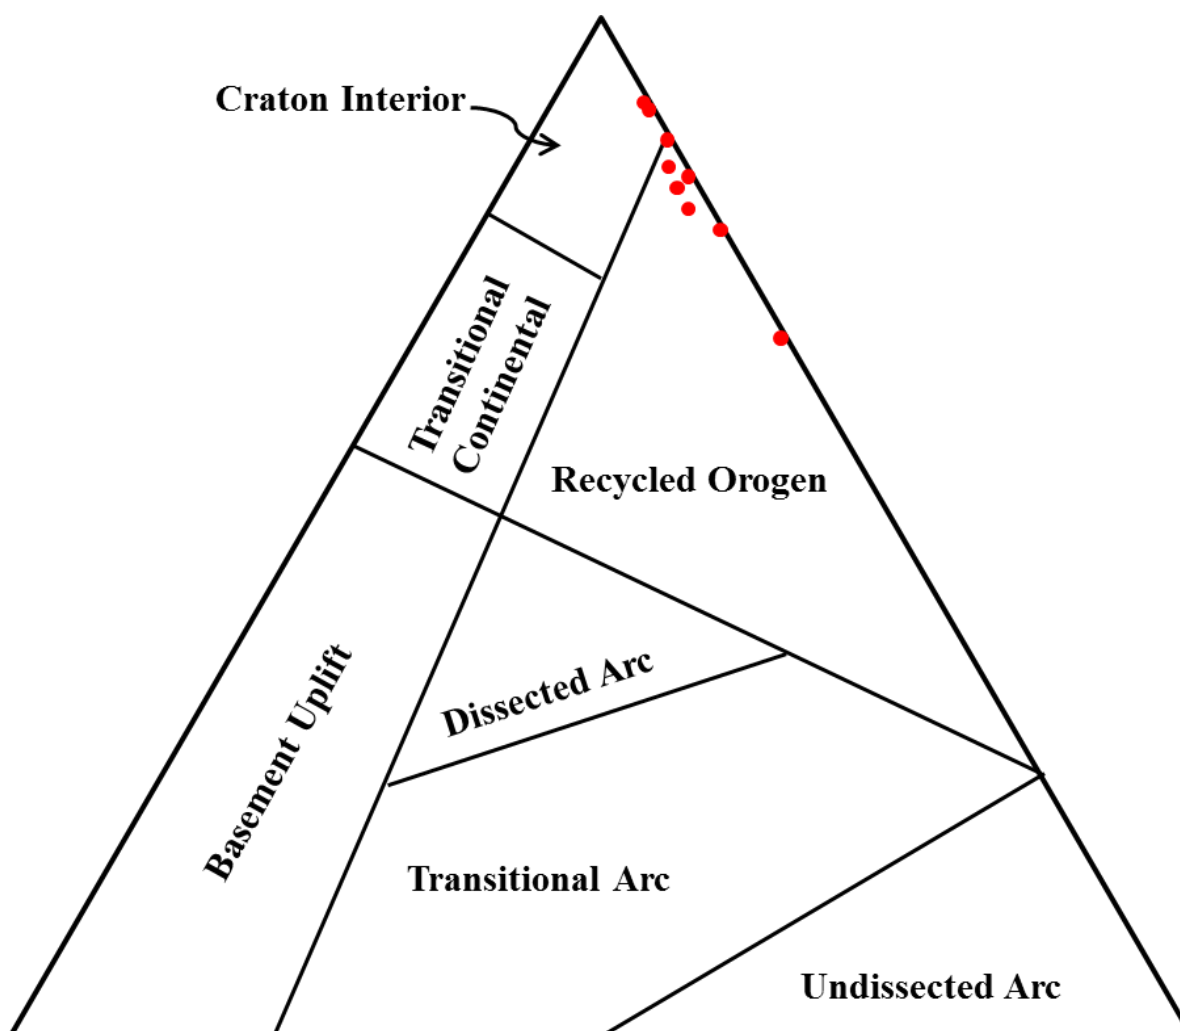 Craton Interior
Transitional
Continental
Recycled Orogen
Dissected Arc
Basement Uplift
Transitional Arc
Undissected Arc